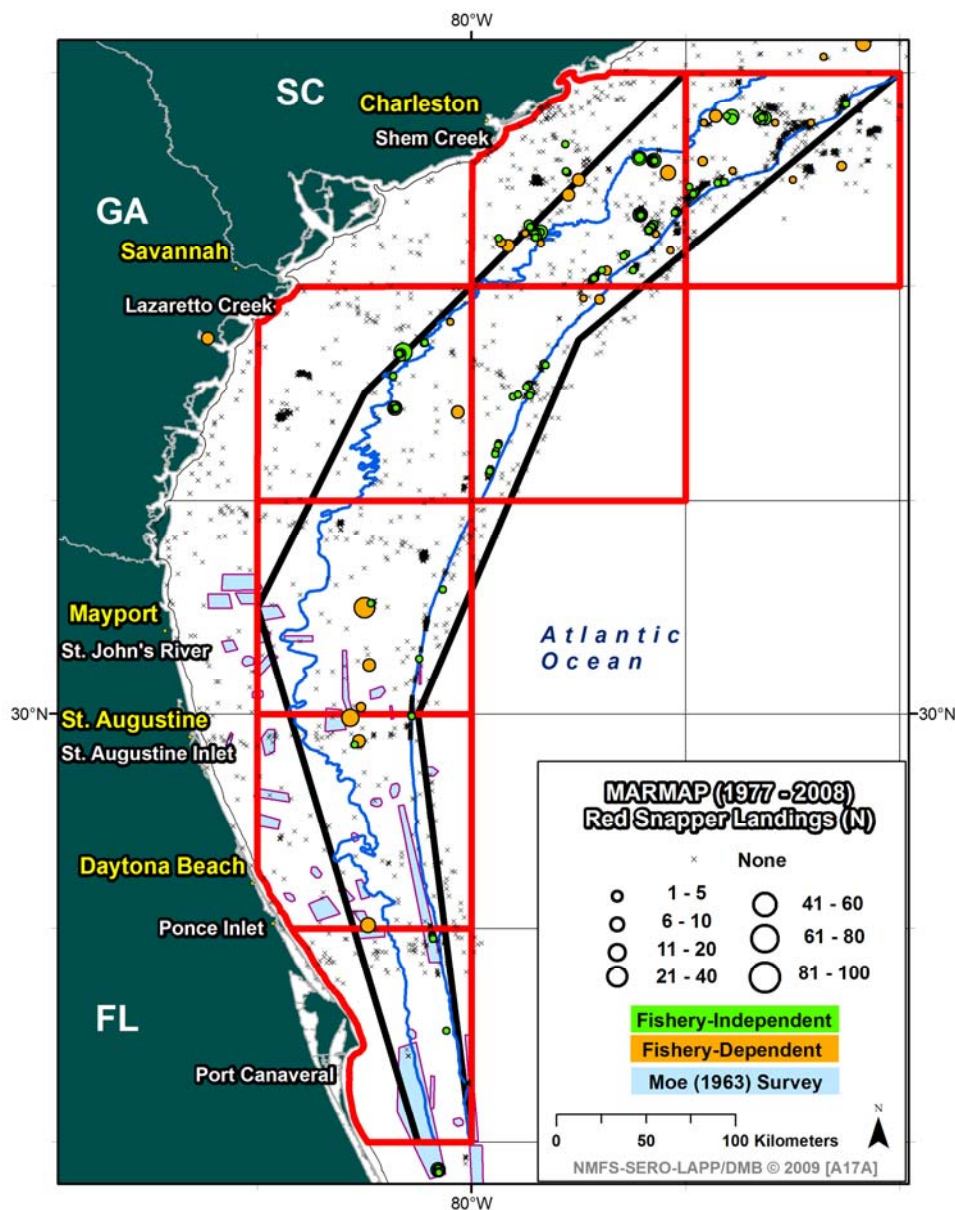 80°W
SC
Charleston
Shem Creek
GA
Savannah
Lazaretto Creek
Mayport
St. John's River
Atlantic
Ocean
30°N
30°N
St. Augustine
St. Augustine Inlet
Daytona Beach
Ponce Inlet
FL
Port Canaveral
MARMAP (1977 - 2008)
Red Snapper Landings (N)
None
1 - 5
6 - 10
11 - 20
21 - 40
41 - 60
61 - 80
81 - 100
Fishery-Independent
Fishery-Dependent
Moe (1963) Survey
0 50 100 Kilometers
N
NMFS-SERO-LAPP/DMB © 2009 [A17A]
80°W